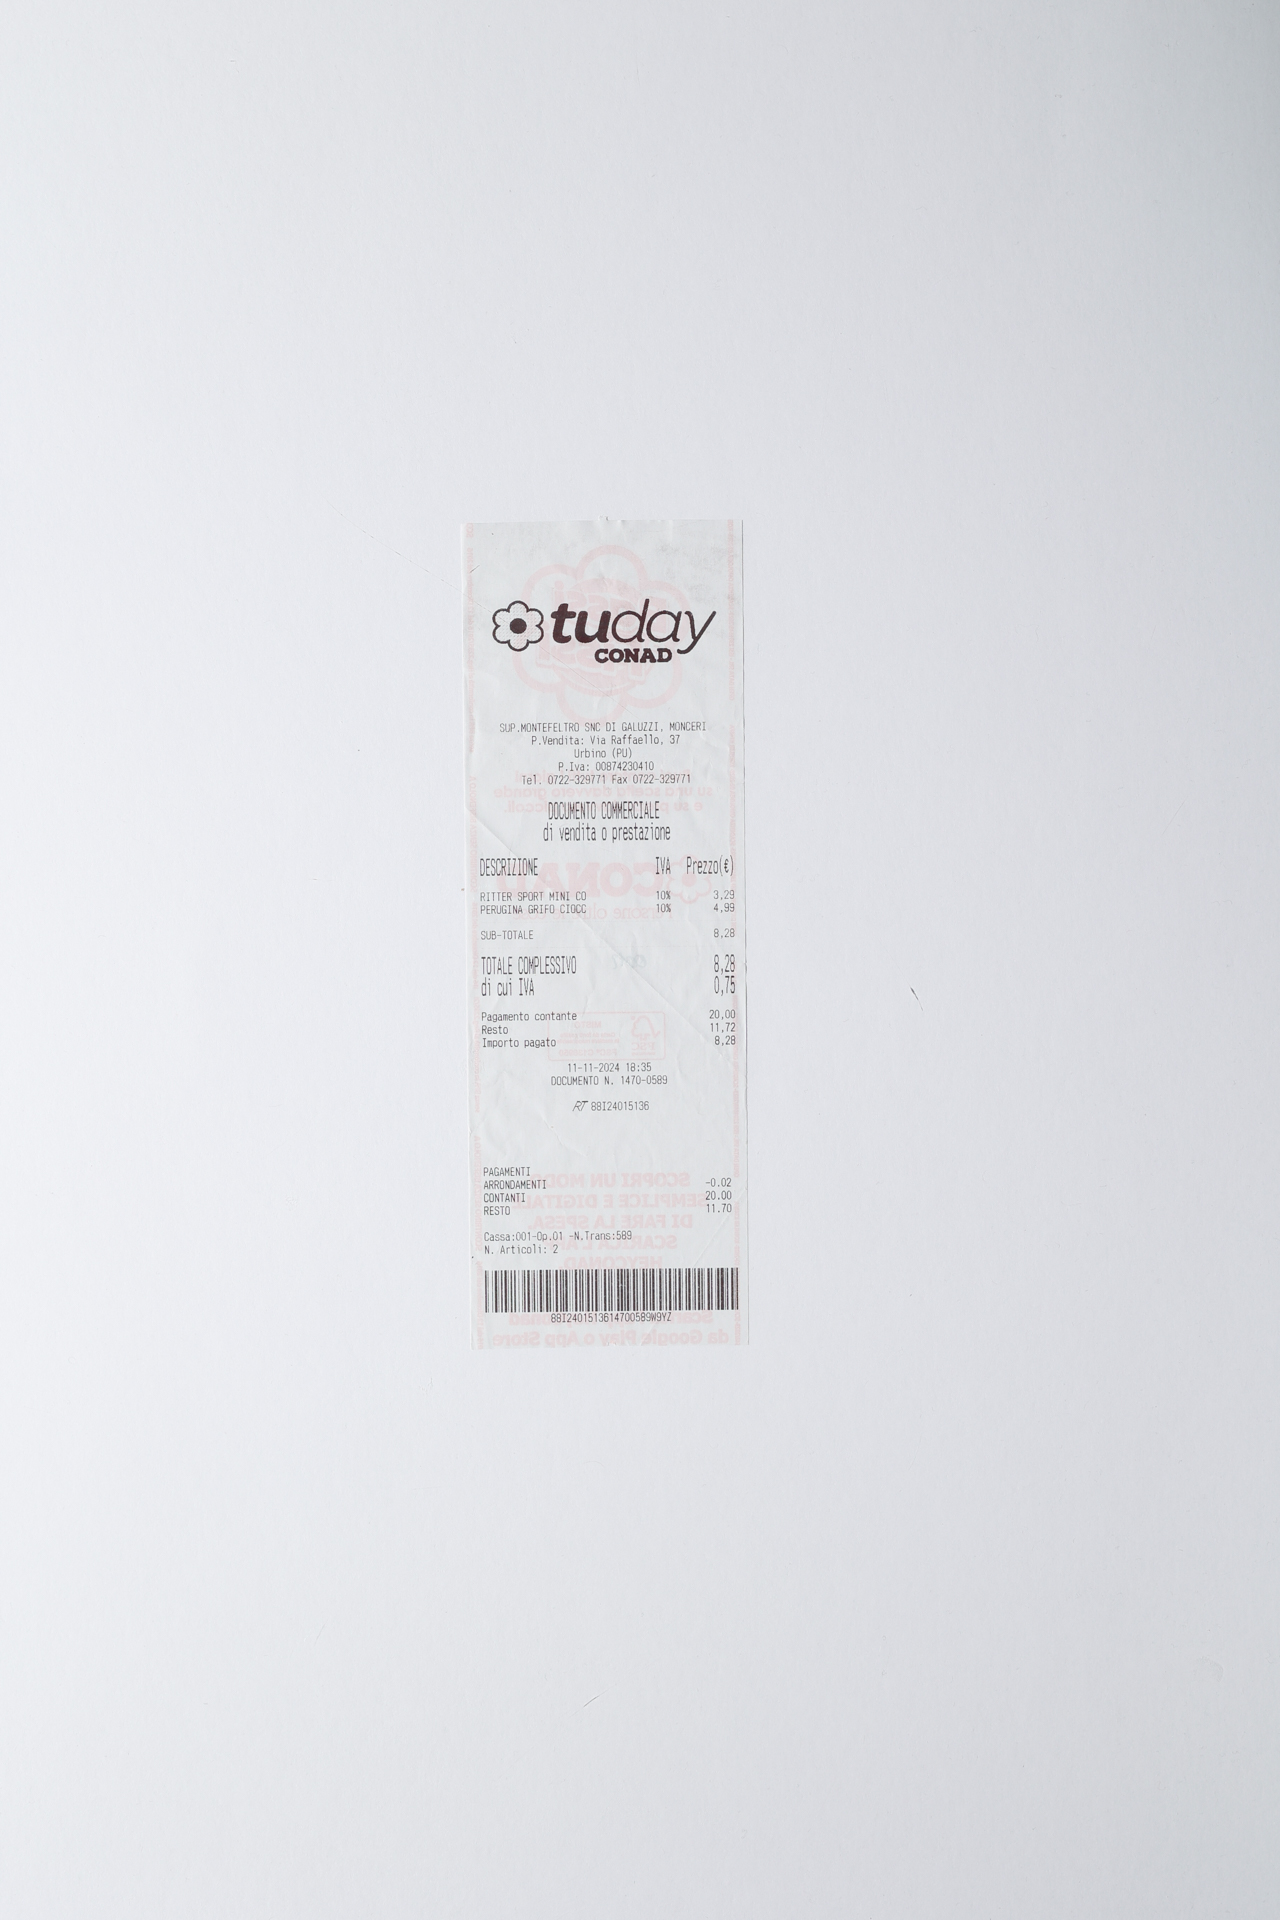 tuday
CONAD
SUP.MONTEFELTRO SNC DI GALUZZI, MONCERI
P.Vendita: Via Raffaello, 37
Urbino (PU)
P.Iva: 00874230410
Tel. 0722-329771 Fax 0722-329771
DOCUMENTO COMMERCIALE
di vendita o prestazione
DESCRIZIONE IVA Prezzo(€)
RITTER SPORT MINI CO 10% 3,29
PERUGINA GRIFO CIOCC 10% 4,99
SUB-TOTALE 8,28
TOTALE COMPLESSIVO 8,28
di cui IVA 0,75
Pagamento contante 20,00
Resto 11,72
Importo pagato 8,28
11-11-2024 18:35
DOCUMENTO N. 1470-0589
RT 88I24015136
PAGAMENTI
ARRONDAMENTI -0.02
CONTANTI 20.00
RESTO 11.70
Cassa:001-Op.01 -N.Trans:589
N. Articoli: 2
88I2401513614700589W9YZ